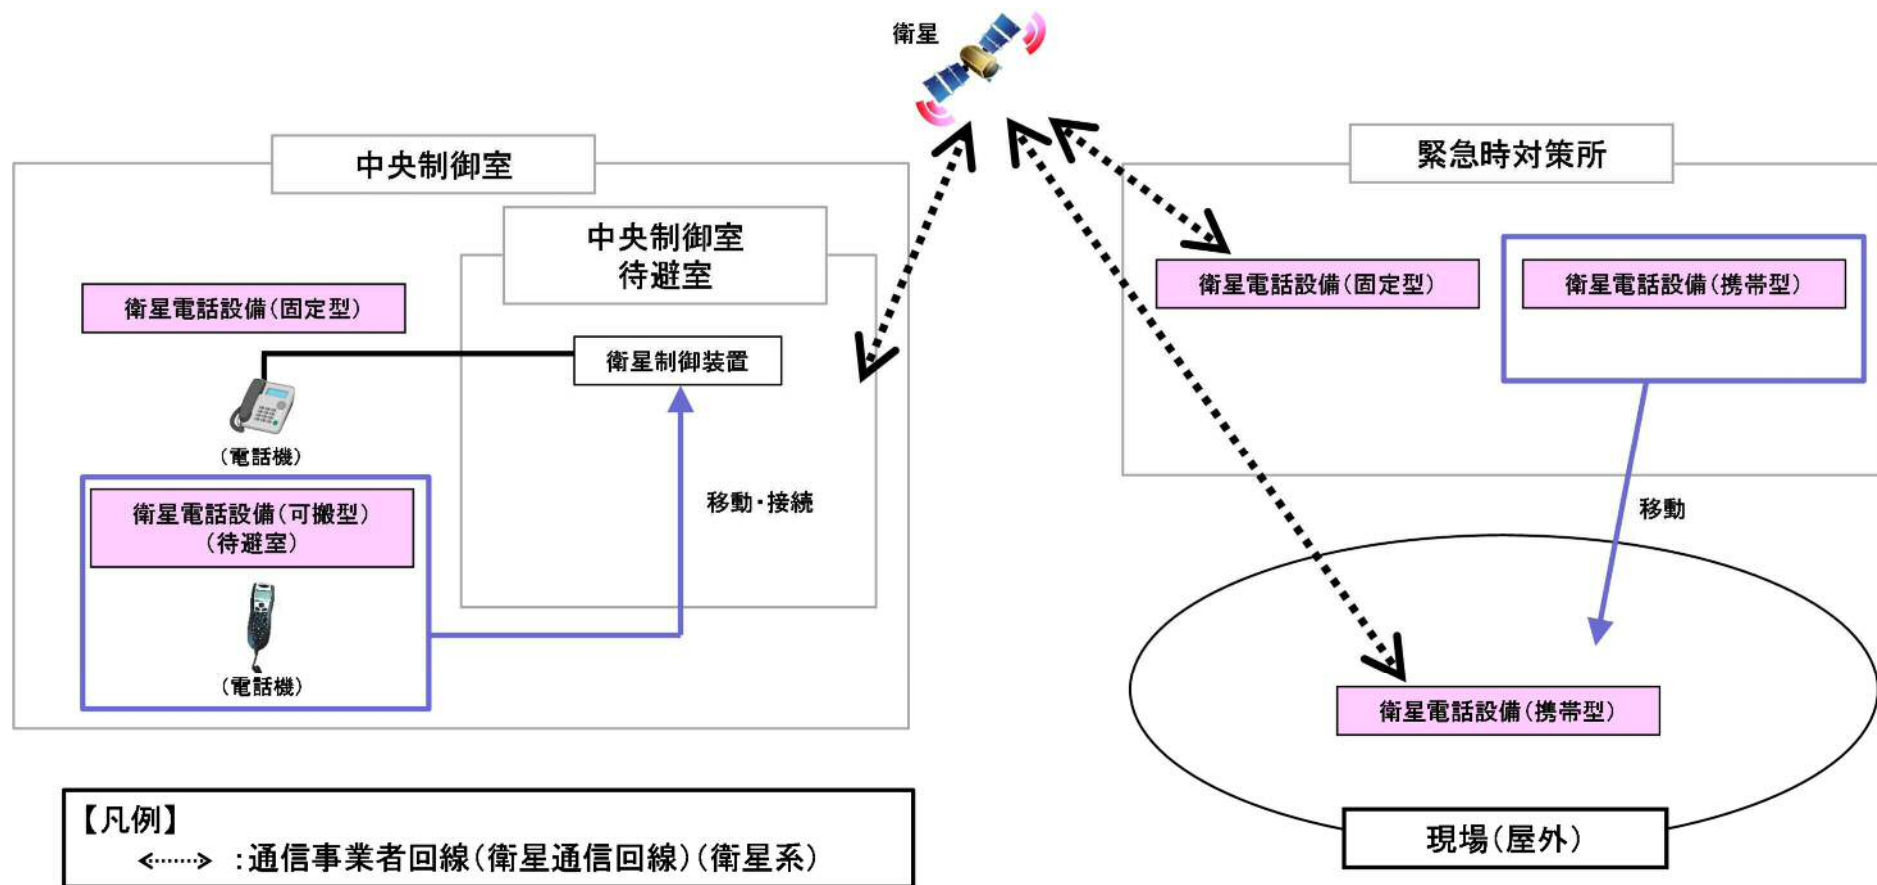 衛星
中央制御室
中央制御室
待避室
衛星電話設備(固定型)
衛星制御装置
(電話機)
衛星電話設備(可搬型)
(待避室)
(電話機)
移動・接続
緊急時対策所
衛星電話設備(固定型)
衛星電話設備(携帯型)
移動
衛星電話設備(携帯型)
現場(屋外)
【凡例】
:通信事業者回線(衛星通信回線)(衛星系)